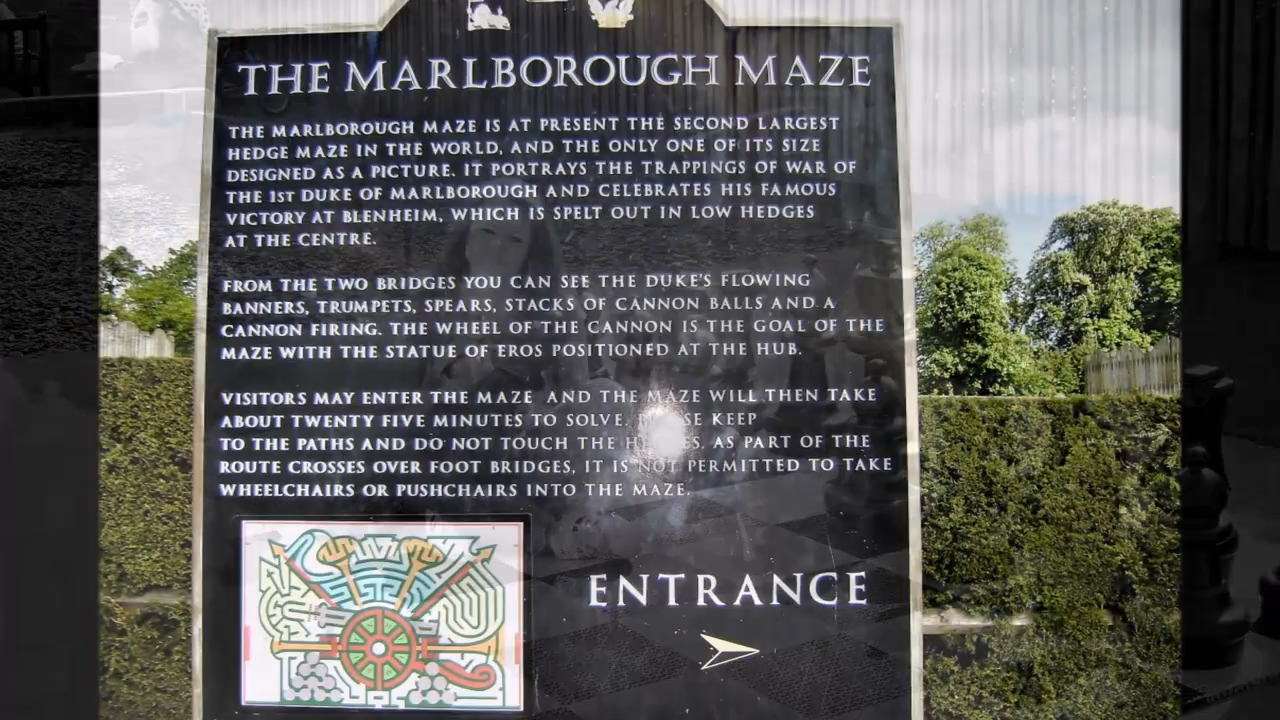 THE MARLBOROUGH MAZE
THE MARLBOROUGH MAZE IS AT PRESENT THE SECOND LARGEST
HEDGE MAZE IN THE WORLD, AND THE ONLY ONE OF ITS SIZE
DESIGNED AS A PICTURE. IT PORTRAYS THE TRAPPINGS OF WAR OF
THE 1ST DUKE OF MARLBOROUGH AND CELEBRATES HIS FAMOUS
VICTORY AT BLENHEIM, WHICH IS SPELT OUT IN LOW HEDGES
AT THE CENTRE.
FROM THE TWO BRIDGES YOU CAN SEE THE DUKE'S FLOWING
BANNERS, TRUMPETS, SPEARS, STACKS OF CANNON BALLS AND A
CANNON FIRING. THE WHEEL OF THE CANNON IS THE GOAL OF THE
MAZE WITH THE STATUE OF EROS POSITIONED AT THE HUB.
VISITORS MAY ENTER THE MAZE AND THE MAZE WILL THEN TAKE
ABOUT TWENTY FIVE MINUTES TO SOLVE. KEEP
TO THE PATHS AND DO NOT TOUCH THE AS PART OF THE
ROUTE CROSSES OVER FOOT BRIDGES, IT IS NOT PERMITTED TO TAKE
WHEELCHAIRS OR PUSHCHAIRS INTO THE MAZE.
ENTRANCE